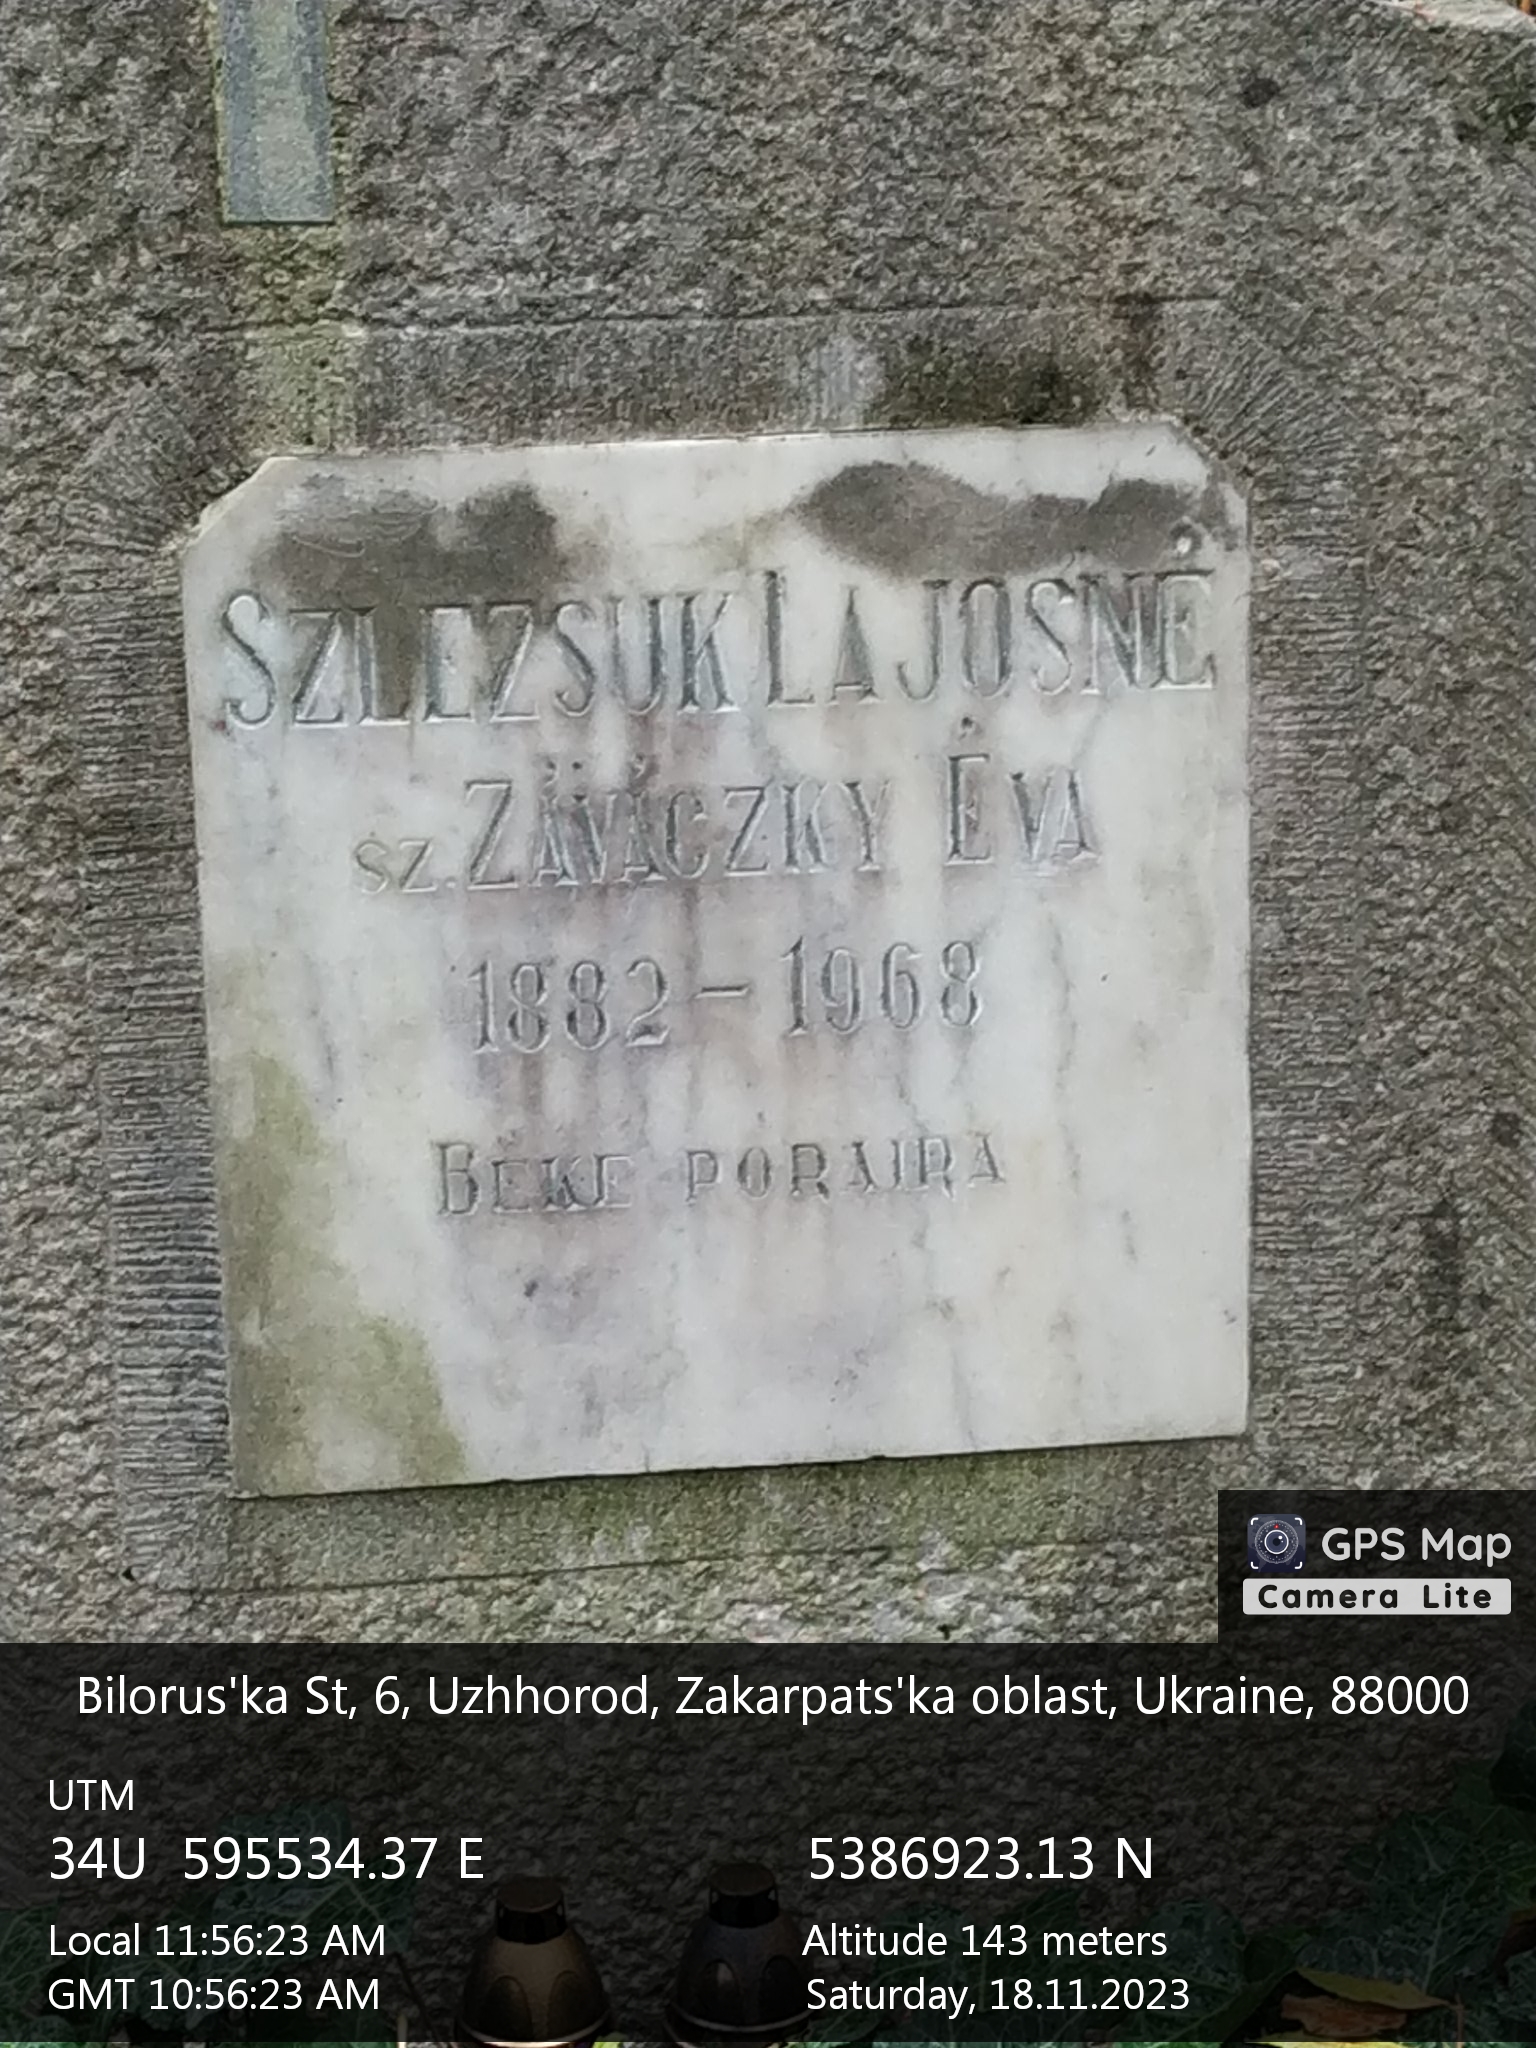 SZLEZSUK LAJOSNÉ
SZ. ZÁVÁCZKY ÉVA
1882 - 1968
BÉKE PORAIRA
GPS Map
Camera Lite
Bilorus'ka St, 6, Uzhhorod, Zakarpats'ka oblast, Ukraine, 88000
UTM
34U 595534.37 E 5386923.13 N
Local 11:56:23 AM Altitude 143 meters
GMT 10:56:23 AM Saturday, 18.11.2023